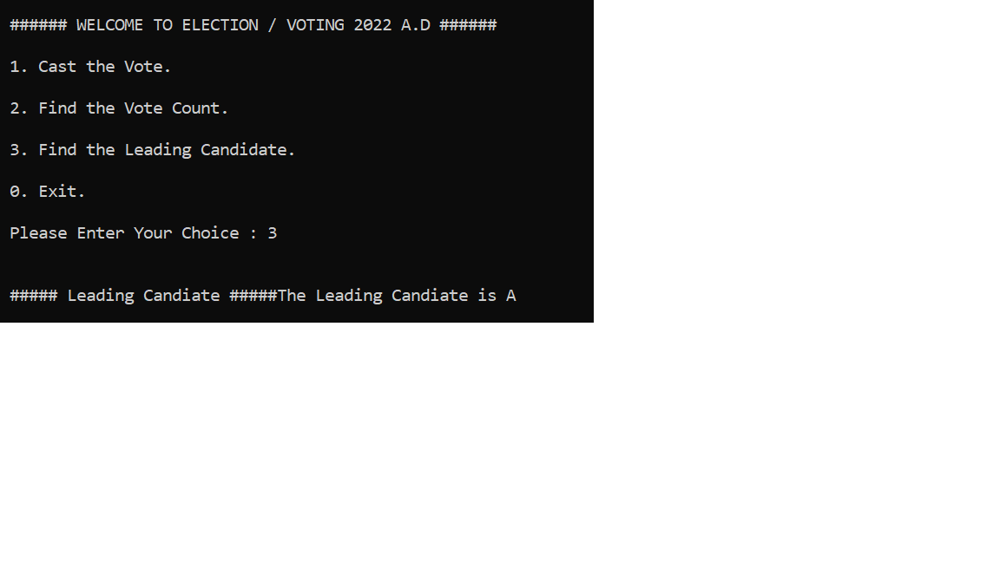 ###### WELCOME TO ELECTION / VOTING 2022 A.D ######
1. Cast the Vote.
2. Find the Vote Count.
3. Find the Leading Candidate.
0. Exit.
Please Enter Your Choice : 3
##### Leading Candiate #####The Leading Candiate is A